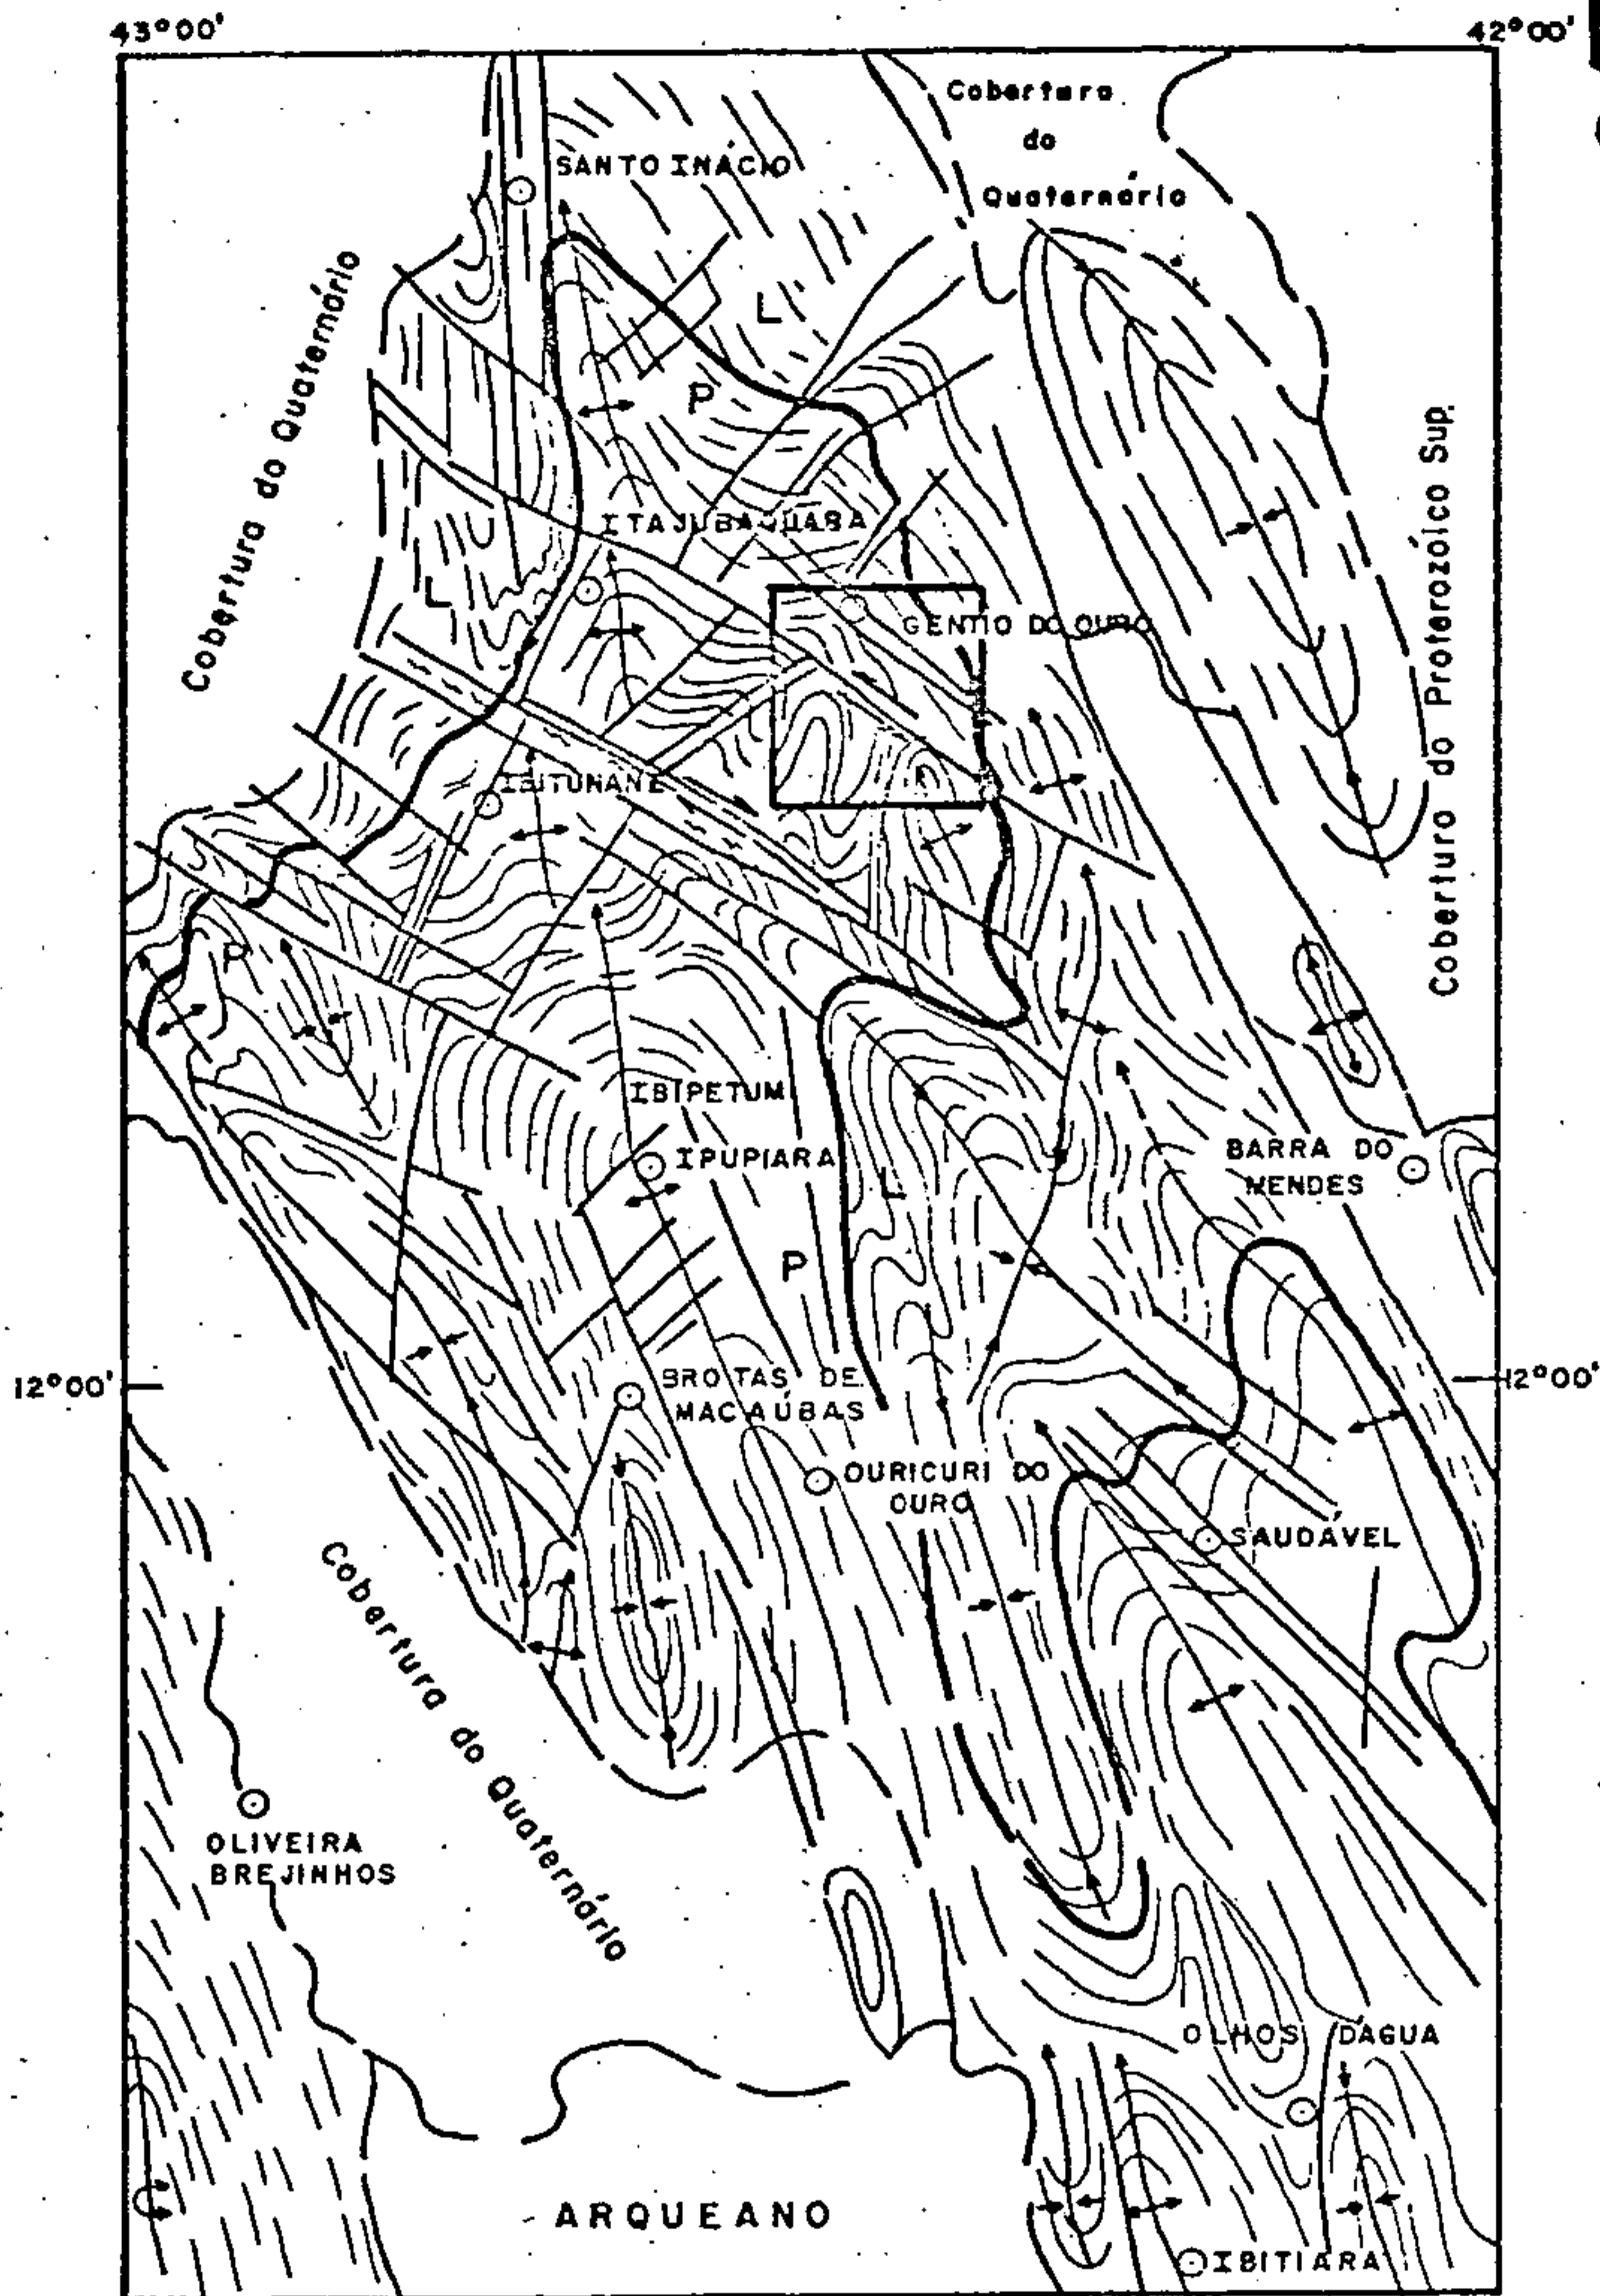 43°00'
42°00'
Cobertura
do
Quaternário
SANTO INÁCIO
Cobertura do Quaternário
L
P
Cobertura do Proterozóico Sup.
ITAJUBAQUARA
L
GENTIO DO OURO
IBITUNANE
P
IBIPETUM
IPUPIARA
L
BARRA DO
MENDES
P
12°00'
12°00'
BROTAS DE
MACAÚBAS
OURICURI DO
OURO
SAUDÁVEL
Cobertura do Quaternário
OLIVEIRA
BREJINHOS
OLHOS DÁGUA
ARQUEANO
IBITIARA